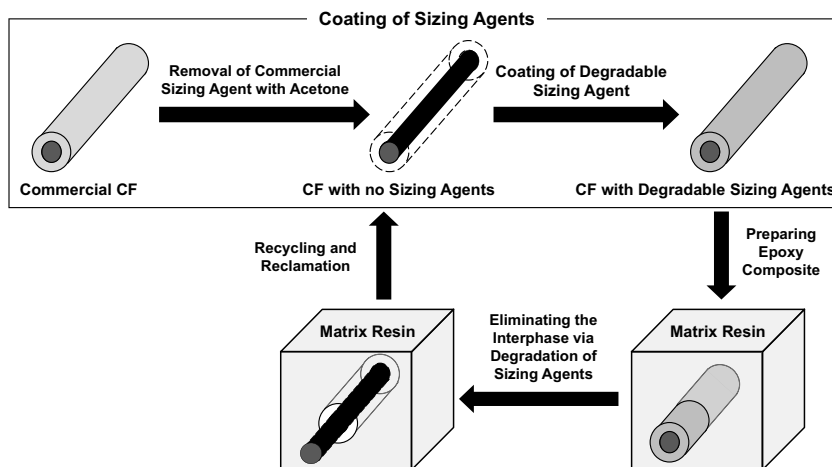 Coating of Sizing Agents
Removal of Commercial
Sizing Agent with Acetone
Coating of Degradable
Sizing Agent
Commercial CF
CF with no Sizing Agents
CF with Degradable Sizing Agents
Recycling and
Reclamation
Preparing
Epoxy
Composite
Matrix Resin
Eliminating the
Interphase via
Degradation of
Sizing Agents
Matrix Resin